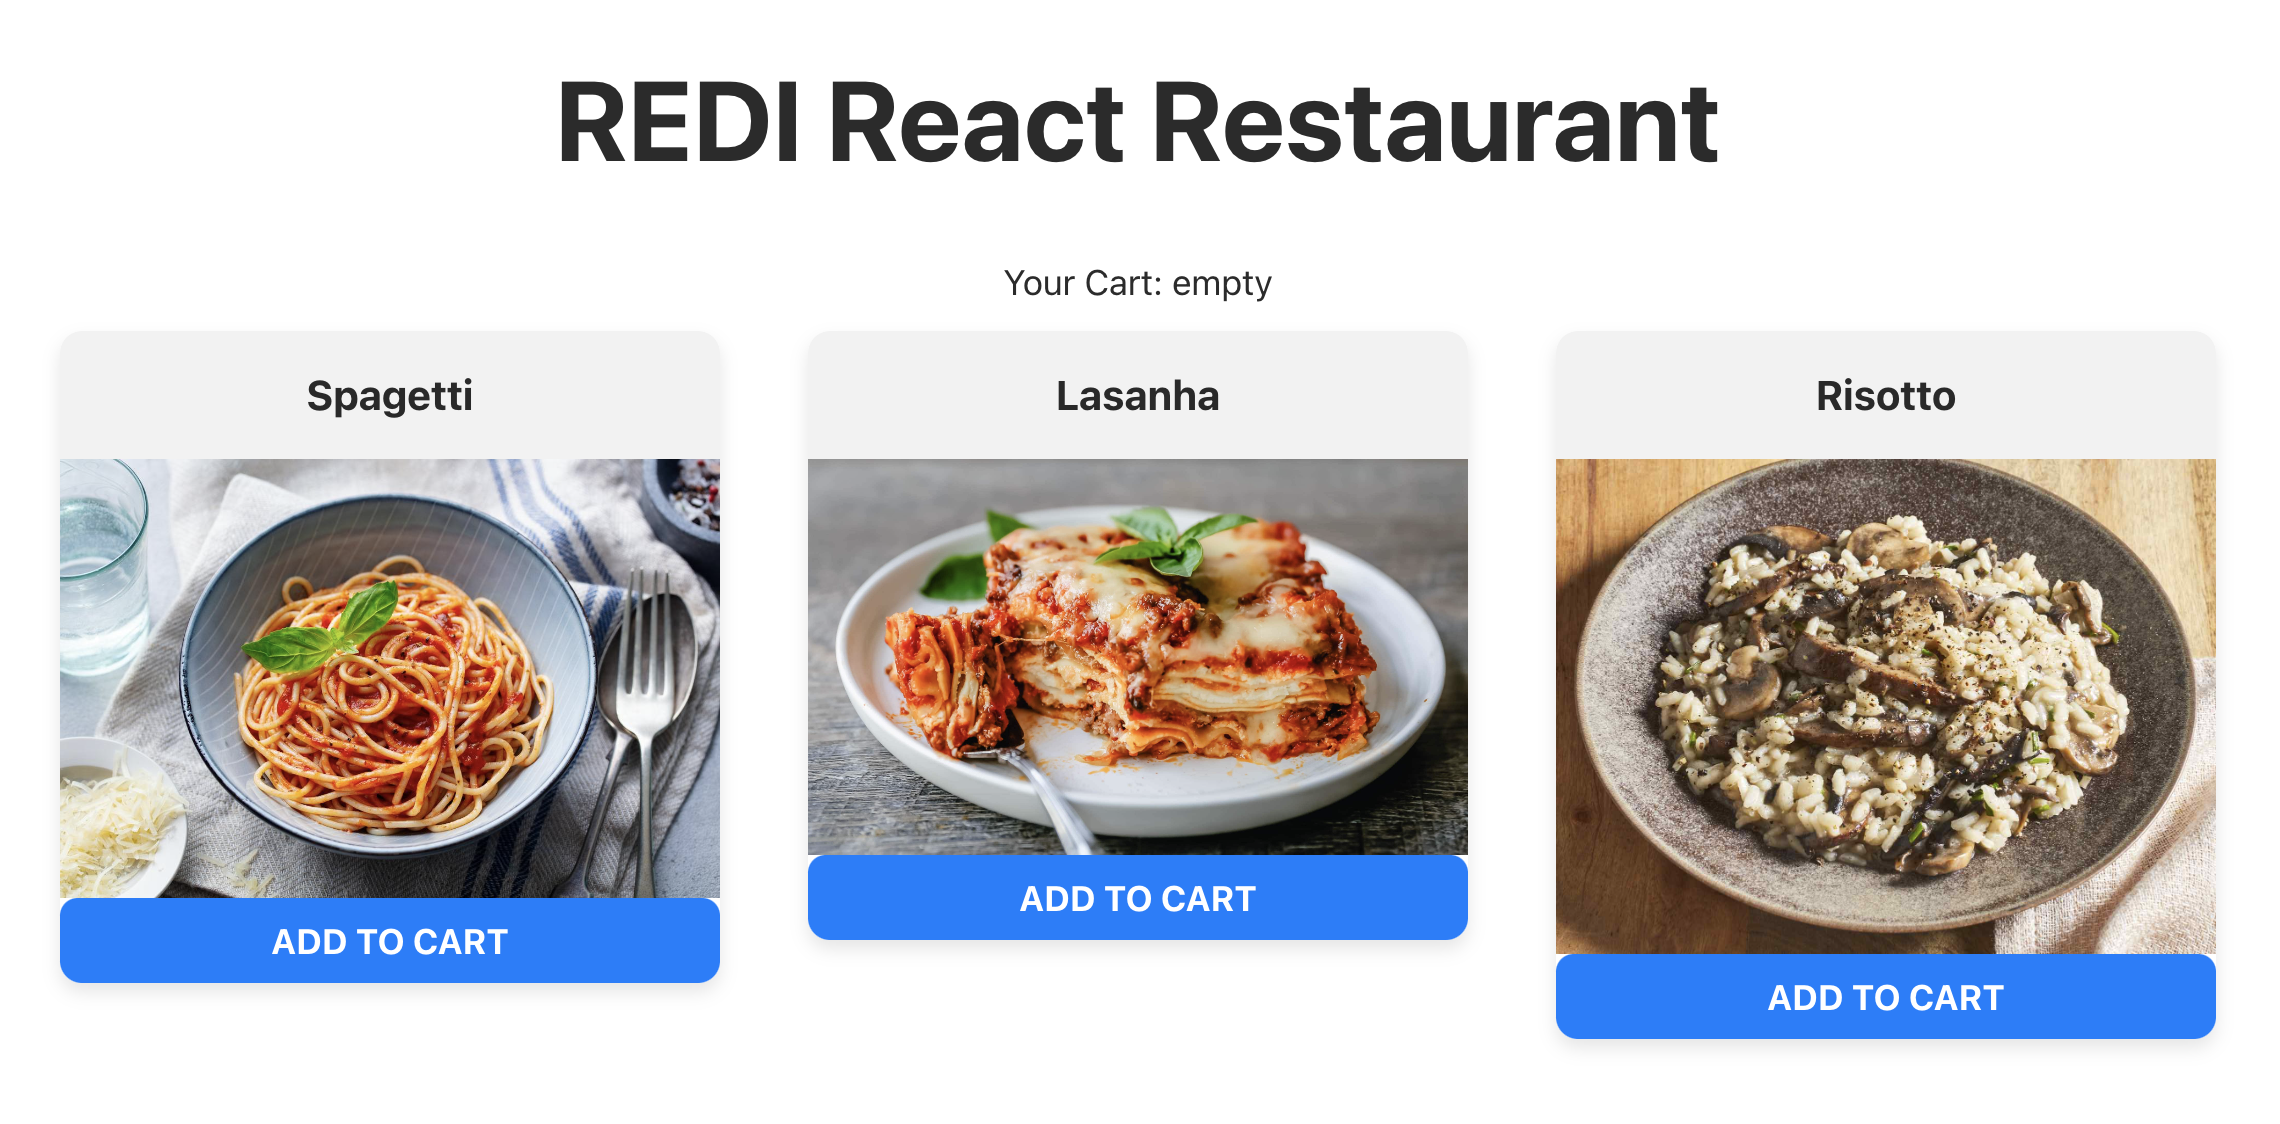 REDI React Restaurant
Your Cart: empty
Spagetti
Lasanha
Risotto
ADD TO CART
ADD TO CART
ADD TO CART